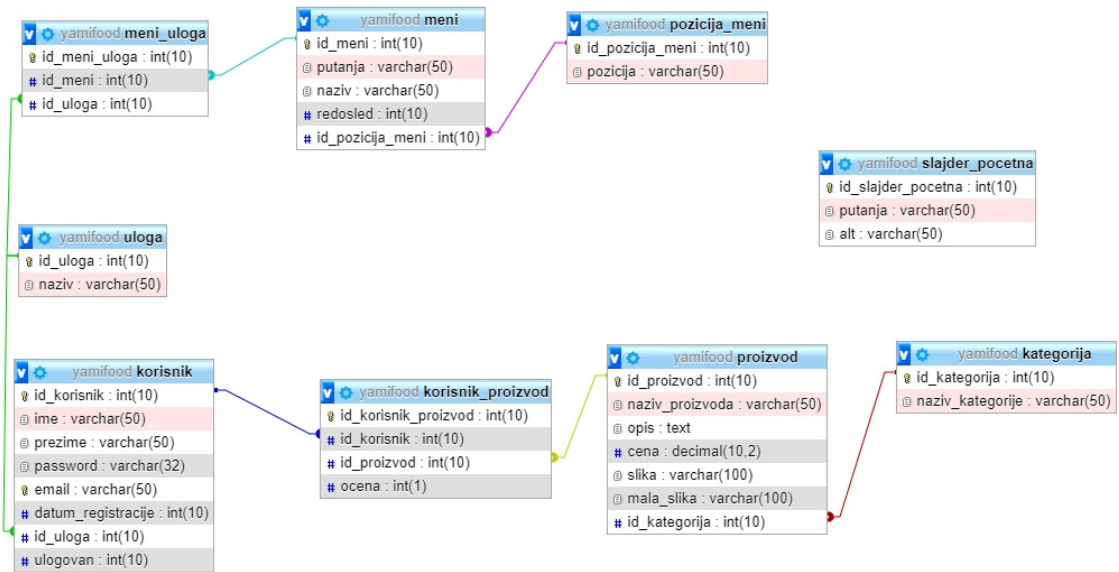 yamifood meni_uloga
id_meni_uloga : int(10)
id_meni : int(10)
id_uloga : int(10)
yamifood meni
id_meni : int(10)
putanja : varchar(50)
naziv : varchar(50)
redosled : int(10)
id_pozicija_meni : int(10)
yamifood pozicija_meni
id_pozicija_meni : int(10)
pozicija : varchar(50)
yamifood slajder_pocetna
id_slajder_pocetna : int(10)
putanja : varchar(50)
alt : varchar(50)
yamifood uloga
id_uloga : int(10)
naziv : varchar(50)
yamifood korisnik
id_korisnik : int(10)
ime : varchar(50)
prezime : varchar(50)
password : varchar(32)
email : varchar(50)
datum_registracije : int(10)
id_uloga : int(10)
ulogovan : int(10)
yamifood korisnik_proizvod
id_korisnik_proizvod : int(10)
id_korisnik : int(10)
id_proizvod : int(10)
ocena : int(1)
yamifood proizvod
id_proizvod : int(10)
naziv_proizvoda : varchar(50)
opis : text
cena : decimal(10,2)
slika : varchar(100)
mala_slika : varchar(100)
id_kategorija : int(10)
yamifood kategorija
id_kategorija : int(10)
naziv_kategorije : varchar(50)